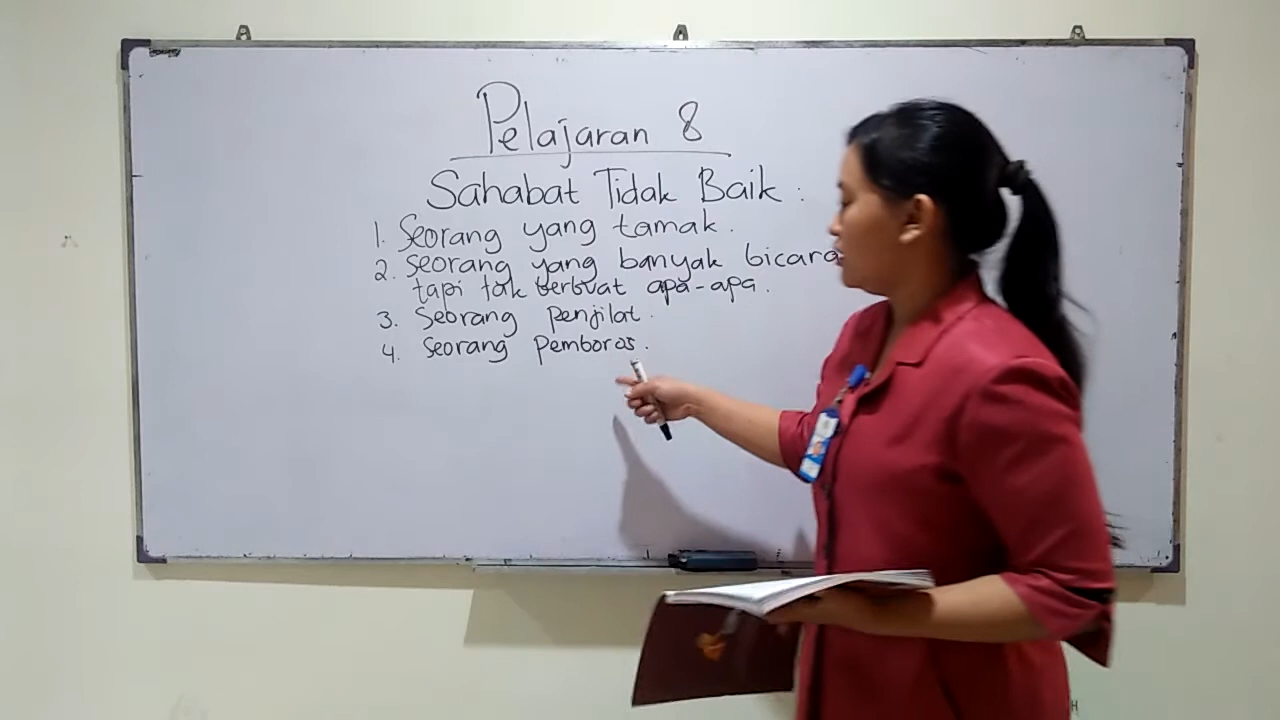 Pelajaran 8
Sahabat Tidak Baik :
1. Seorang yang tamak.
2. Seorang yang banyak bicara
tapi tak berbuat apa-apa.
3. Seorang penjilat.
4. Seorang Pemboros.